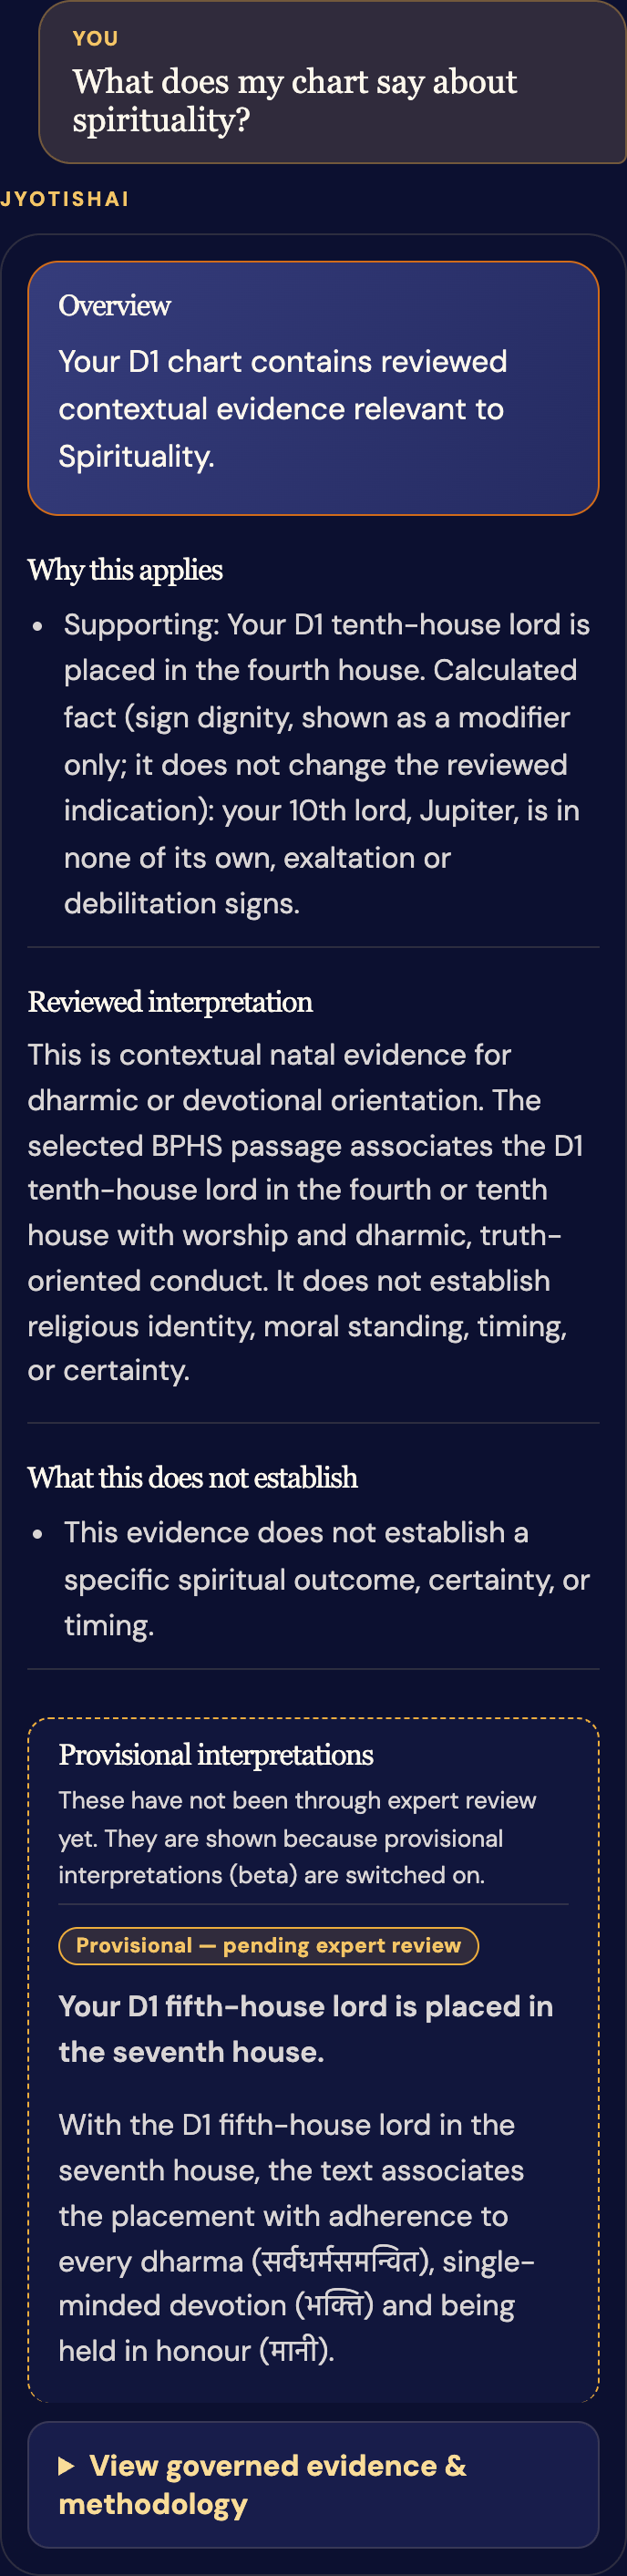 YOU
What does my chart say about
spirituality?
JYOTISHAI
Overview
Your D1 chart contains reviewed
contextual evidence relevant to
Spirituality.
Why this applies
• Supporting: Your D1 tenth-house lord is
placed in the fourth house. Calculated
fact (sign dignity, shown as a modifier
only; it does not change the reviewed
indication): your 10th lord, Jupiter, is in
none of its own, exaltation or
debilitation signs.
Reviewed interpretation
This is contextual natal evidence for
dharmic or devotional orientation. The
selected BPHS passage associates the D1
tenth-house lord in the fourth or tenth
house with worship and dharmic, truth-
oriented conduct. It does not establish
religious identity, moral standing, timing,
or certainty.
What this does not establish
• This evidence does not establish a
specific spiritual outcome, certainty, or
timing.
Provisional interpretations
These have not been through expert review
yet. They are shown because provisional
interpretations (beta) are switched on.
Provisional — pending expert review
Your D1 fifth-house lord is placed in
the seventh house.
With the D1 fifth-house lord in the
seventh house, the text associates
the placement with adherence to
every dharma (सर्वधर्मसमन्वित), single-
minded devotion (भक्ति) and being
held in honour (मानी).
▶ View governed evidence &
methodology